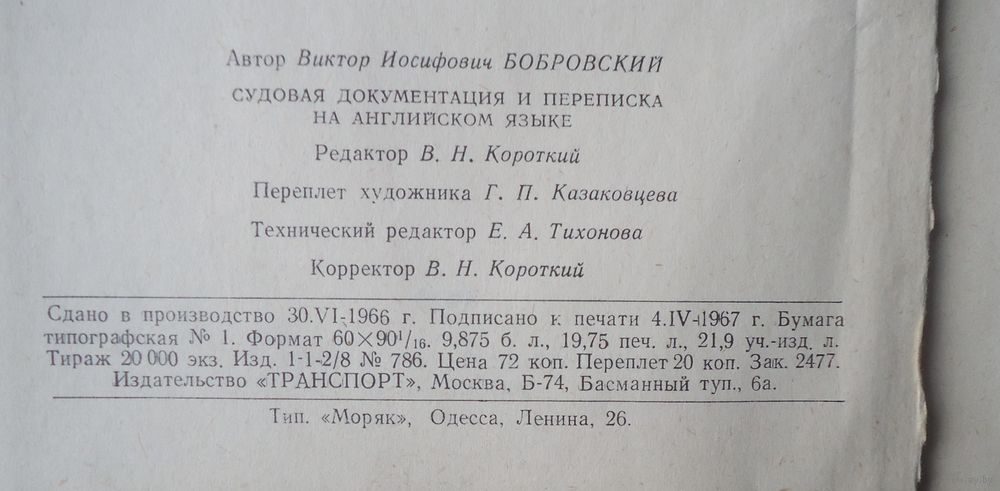 Автор Виктор Иосифович БОБРОВСКИЙ
СУДОВАЯ ДОКУМЕНТАЦИЯ И ПЕРЕПИСКА
НА АНГЛИЙСКОМ ЯЗЫКЕ
Редактор В. Н. Короткий
Переплет художника Г. П. Казаковцева
Технический редактор Е. А. Тихонова
Корректор В. Н. Короткий
Сдано в производство 30.VI-1966 г. Подписано к печати 4.IV-1967 г. Бумага
типографская № 1. Формат 60×90¹/₁₆. 9,875 б. л., 19,75 печ. л., 21,9 уч.-изд. л.
Тираж 20 000 экз. Изд. 1-1-2/8 № 786. Цена 72 коп. Переплет 20 коп. Зак. 2477.
Издательство «ТРАНСПОРТ», Москва, Б-74, Басманный туп., 6а.
Тип. «Моряк», Одесса, Ленина, 26.